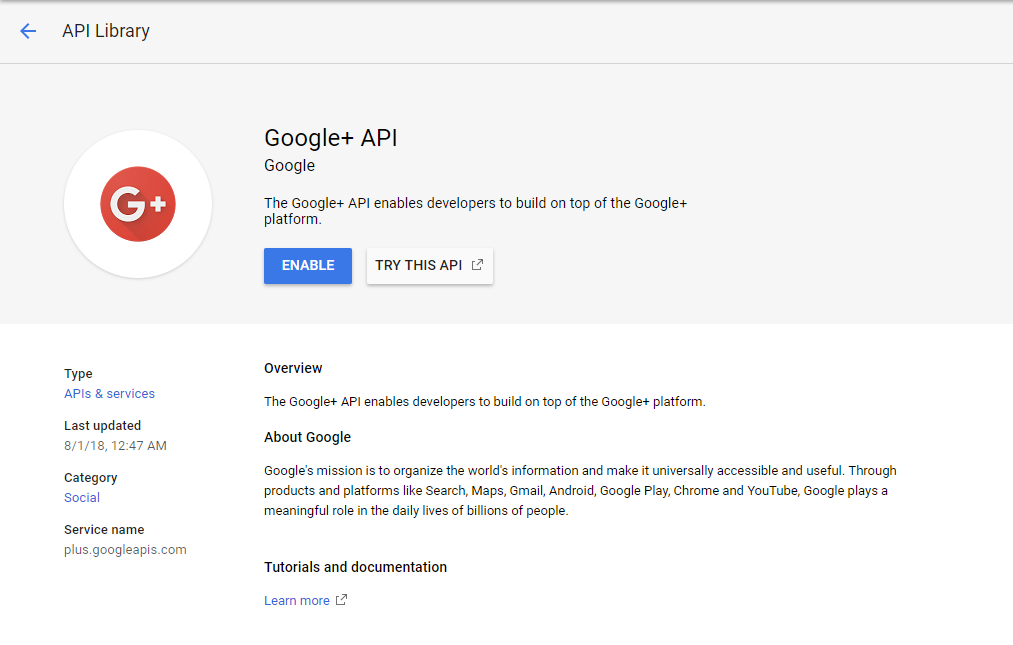 API Library
Google+ API
Google
The Google+ API enables developers to build on top of the Google+
platform.
ENABLE
TRY THIS API
G+
Type
APIs & services
Last updated
8/1/18, 12:47 AM
Category
Social
Service name
plus.googleapis.com
Overview
The Google+ API enables developers to build on top of the Google+ platform.
About Google
Google's mission is to organize the world's information and make it universally accessible and useful. Through
products and platforms like Search, Maps, Gmail, Android, Google Play, Chrome and YouTube, Google plays a
meaningful role in the daily lives of billions of people.
Tutorials and documentation
Learn more